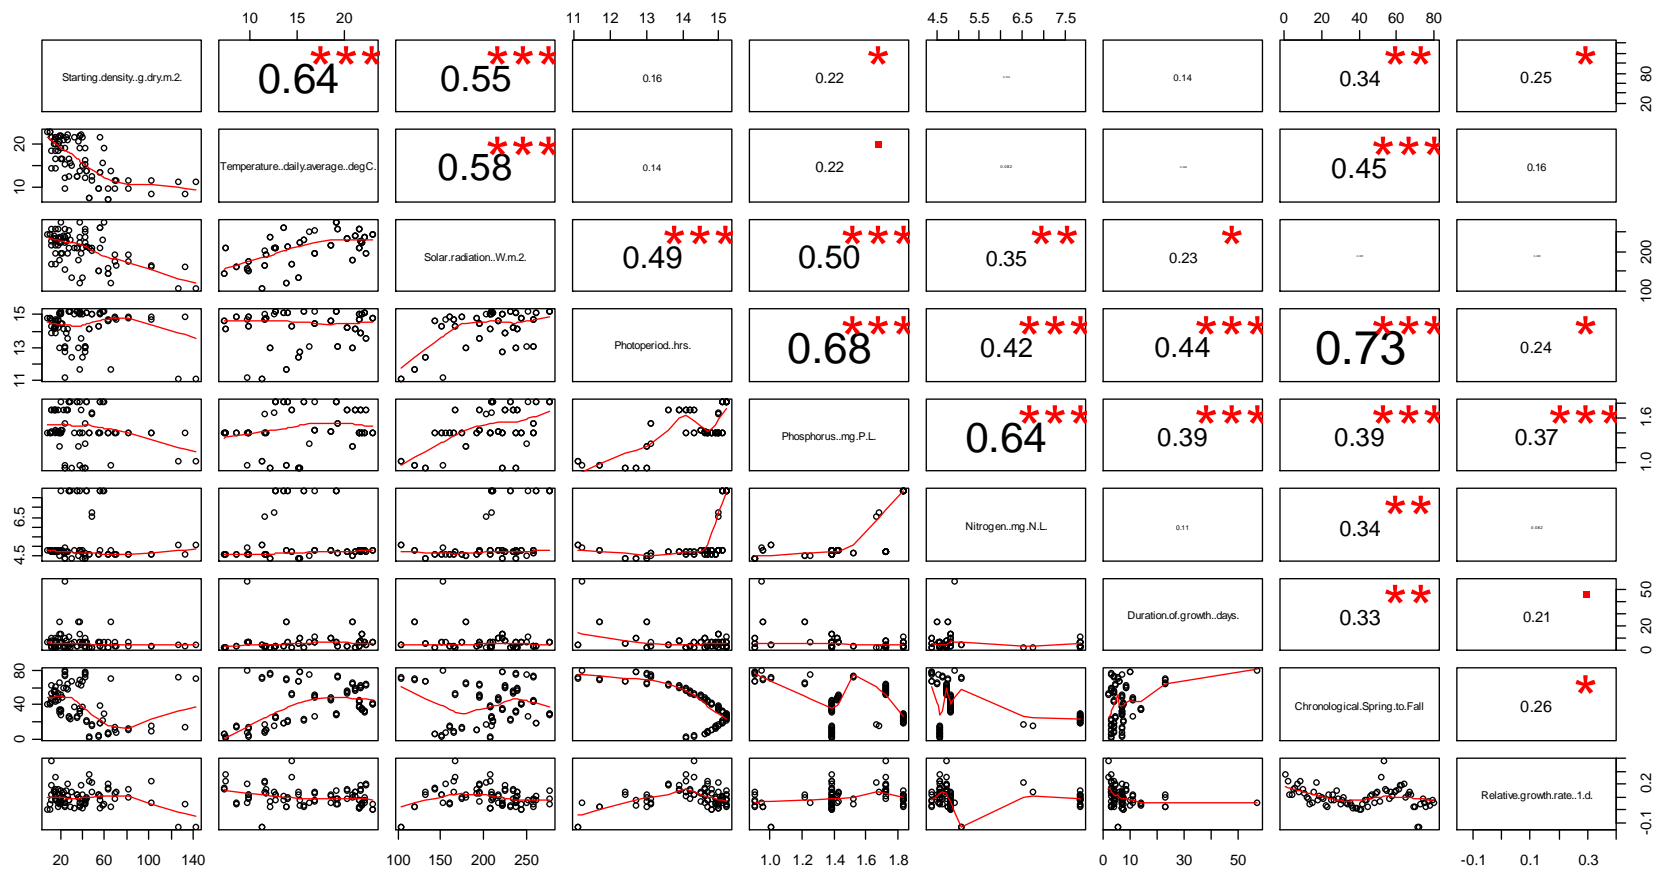 10 20 11 12 13 14 15 4.5 5.5 6.5 7.5 0 20 40 60 80
Starting.density..g.dry.m.2. 0.64 *** 0.55 *** 0.16 0.22 * 0.14 0.34 ** 0.25 * 20 80
10 20 Temperature..daily.average..degC. 0.58 *** 0.14 0.22 0.082 0.45 *** 0.16
Solar.radiation..W.m.2. 0.49 *** 0.50 *** 0.35 ** 0.23 * 100 200
11 13 15 Photoperiod..hrs. 0.68 *** 0.42 *** 0.44 *** 0.73 *** 0.24 *
Phosphorus..mg.P.L. 0.64 *** 0.39 *** 0.39 *** 0.37 *** 1.0 1.6
4.5 6.5 Nitrogen..mg.N.L. 0.11 0.34 ** 0.062
Duration.of.growth..days. 0.33 ** 0.21 0 20 50
0 40 80 Chronological.Spring.to.Fall 0.26 *
Relative.growth.rate..1.d. -0.1 0.2
20 60 100 140 100 150 200 250 1.0 1.2 1.4 1.6 1.8 0 10 30 50 -0.1 0.1 0.3